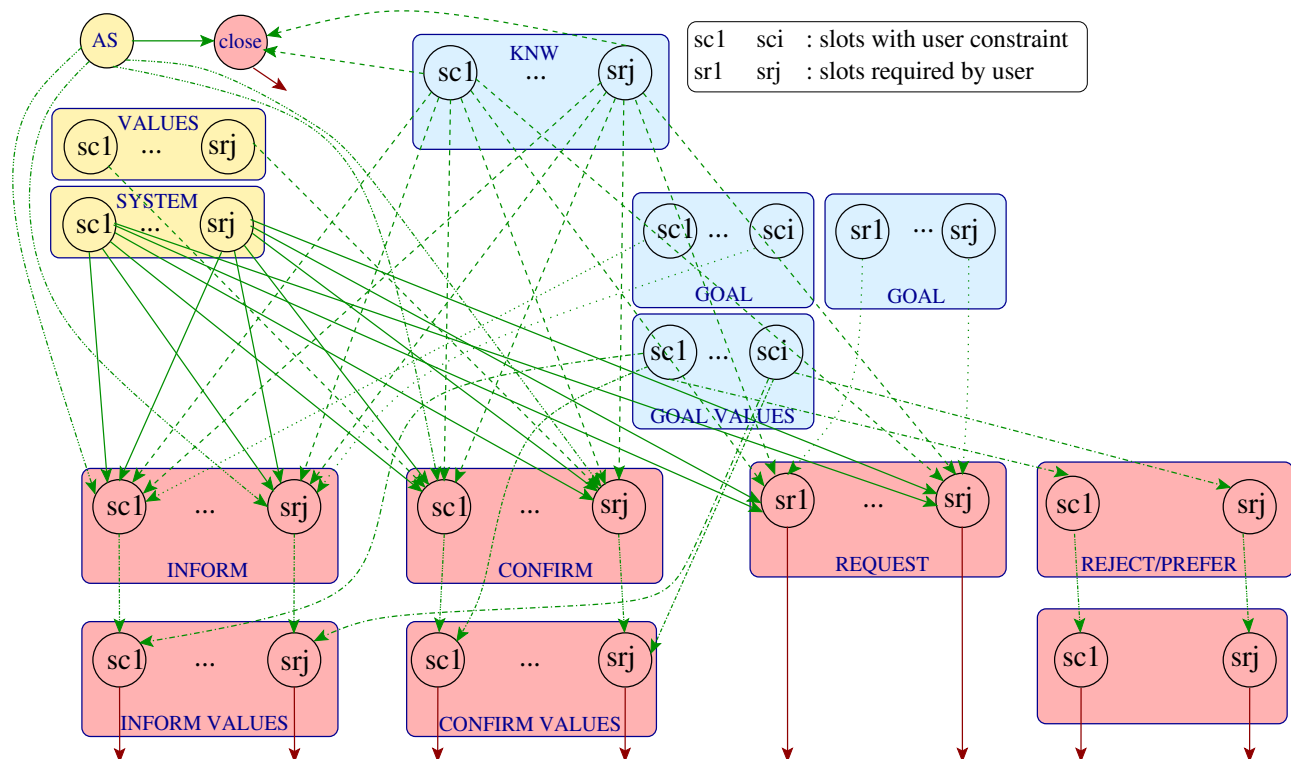 AS
close
KNW
sc1 ... srj
sc1 sci : slots with user constraint
sr1 srj : slots required by user
VALUES
sc1 ... srj
SYSTEM
sc1 ... srj
sc1 ... sci
GOAL
sr1 ... srj
GOAL
sc1 ... sci
GOAL VALUES
sc1 ... srj
INFORM
sc1 ... srj
CONFIRM
sr1 ... srj
REQUEST
sc1 srj
REJECT/PREFER
sc1 ... srj
INFORM VALUES
sc1 ... srj
CONFIRM VALUES
sc1 srj